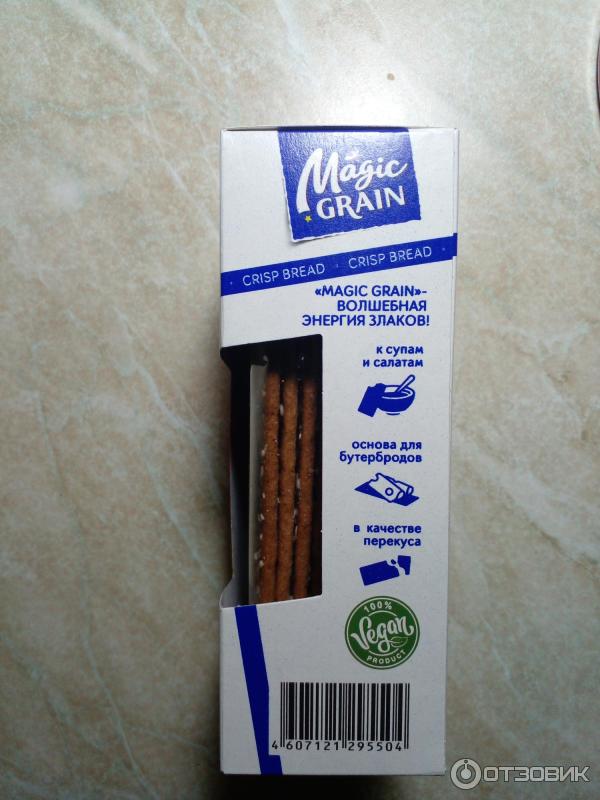 Magic
GRAIN
CRISP BREAD · CRISP BREAD
«MAGIC GRAIN»-
ВОЛШЕБНАЯ
ЭНЕРГИЯ ЗЛАКОВ!
к супам
и салатам
основа для
бутербродов
в качестве
перекуса
100%
Vegan
PRODUCT
4 607121 295504
ОТЗОВИК